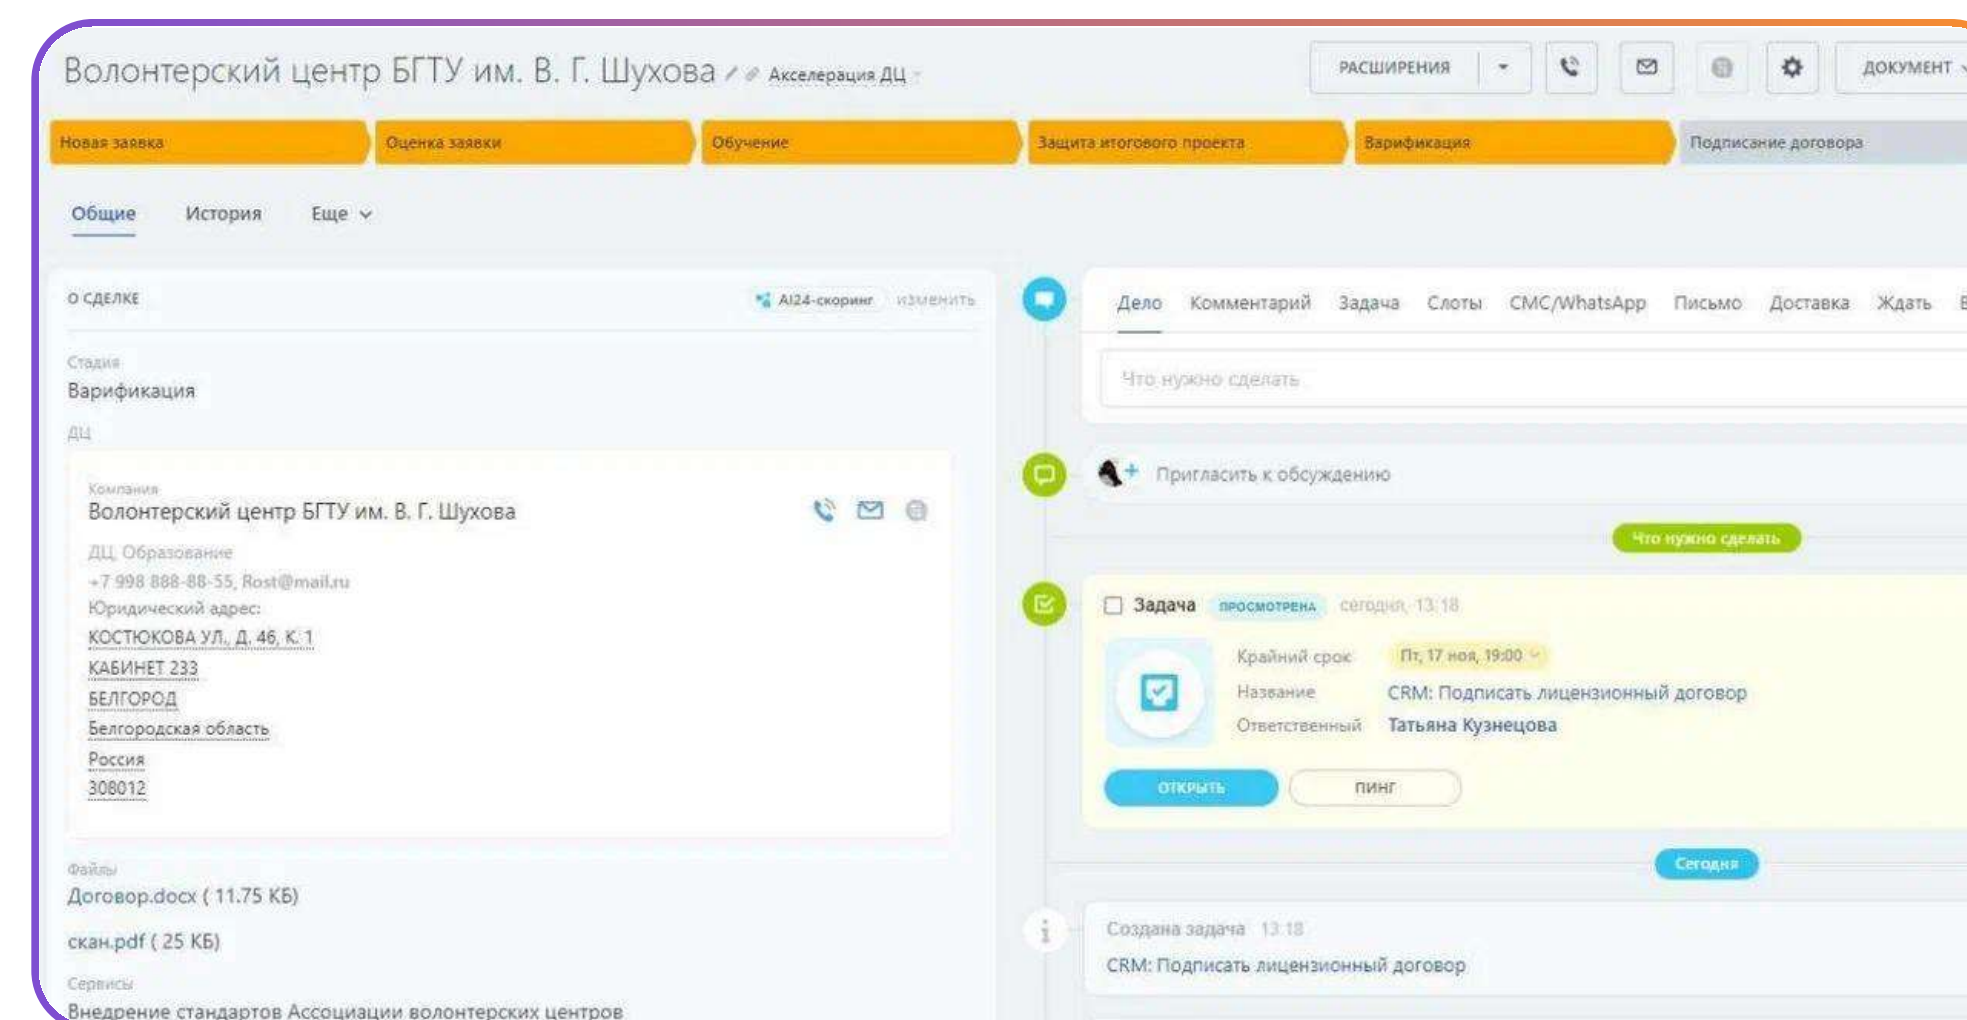 Волонтерский центр БГТУ им. В. Г. Шухова Акселерация ДЦ
РАСШИРЕНИЯ
ДОКУМЕНТ
Новая заявка
Оценка заявки
Обучение
Защита итогового проекта
Варификация
Подписание договора
Общие
История
Еще
О СДЕЛКЕ
AI24-скоринг
изменить
Стадия
Варификация
ДЦ
Компания
Волонтерский центр БГТУ им. В. Г. Шухова
ДЦ, Образование
+7 998 888-88-55, Rost@mail.ru
Юридический адрес:
КОСТЮКОВА УЛ., Д. 46, К. 1
КАБИНЕТ 233
БЕЛГОРОД
Белгородская область
Россия
308012
Файлы
Договор.docx ( 11.75 КБ)
скан.pdf ( 25 КБ)
Сервисы
Внедрение стандартов Ассоциации волонтерских центров
Дело
Комментарий
Задача
Слоты
СМС/WhatsApp
Письмо
Доставка
Ждать
Что нужно сделать
Пригласить к обсуждению
Что нужно сделать
Задача ПРОСМОТРЕНА сегодня, 13:18
Крайний срок Пт, 17 ноя, 19:00
Название CRM: Подписать лицензионный договор
Ответственный Татьяна Кузнецова
ОТКРЫТЬ
ПИНГ
Сегодня
Создана задача 13:18
CRM: Подписать лицензионный договор